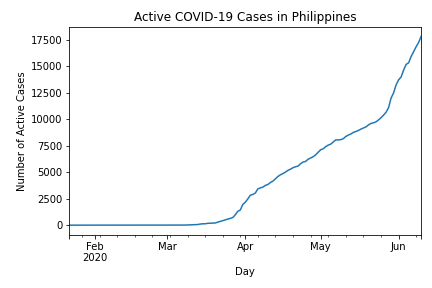 Active COVID-19 Cases in Philippines
17500
15000
12500
10000
7500
5000
2500
0
Number of Active Cases
Feb
2020
Mar
Apr
May
Jun
Day